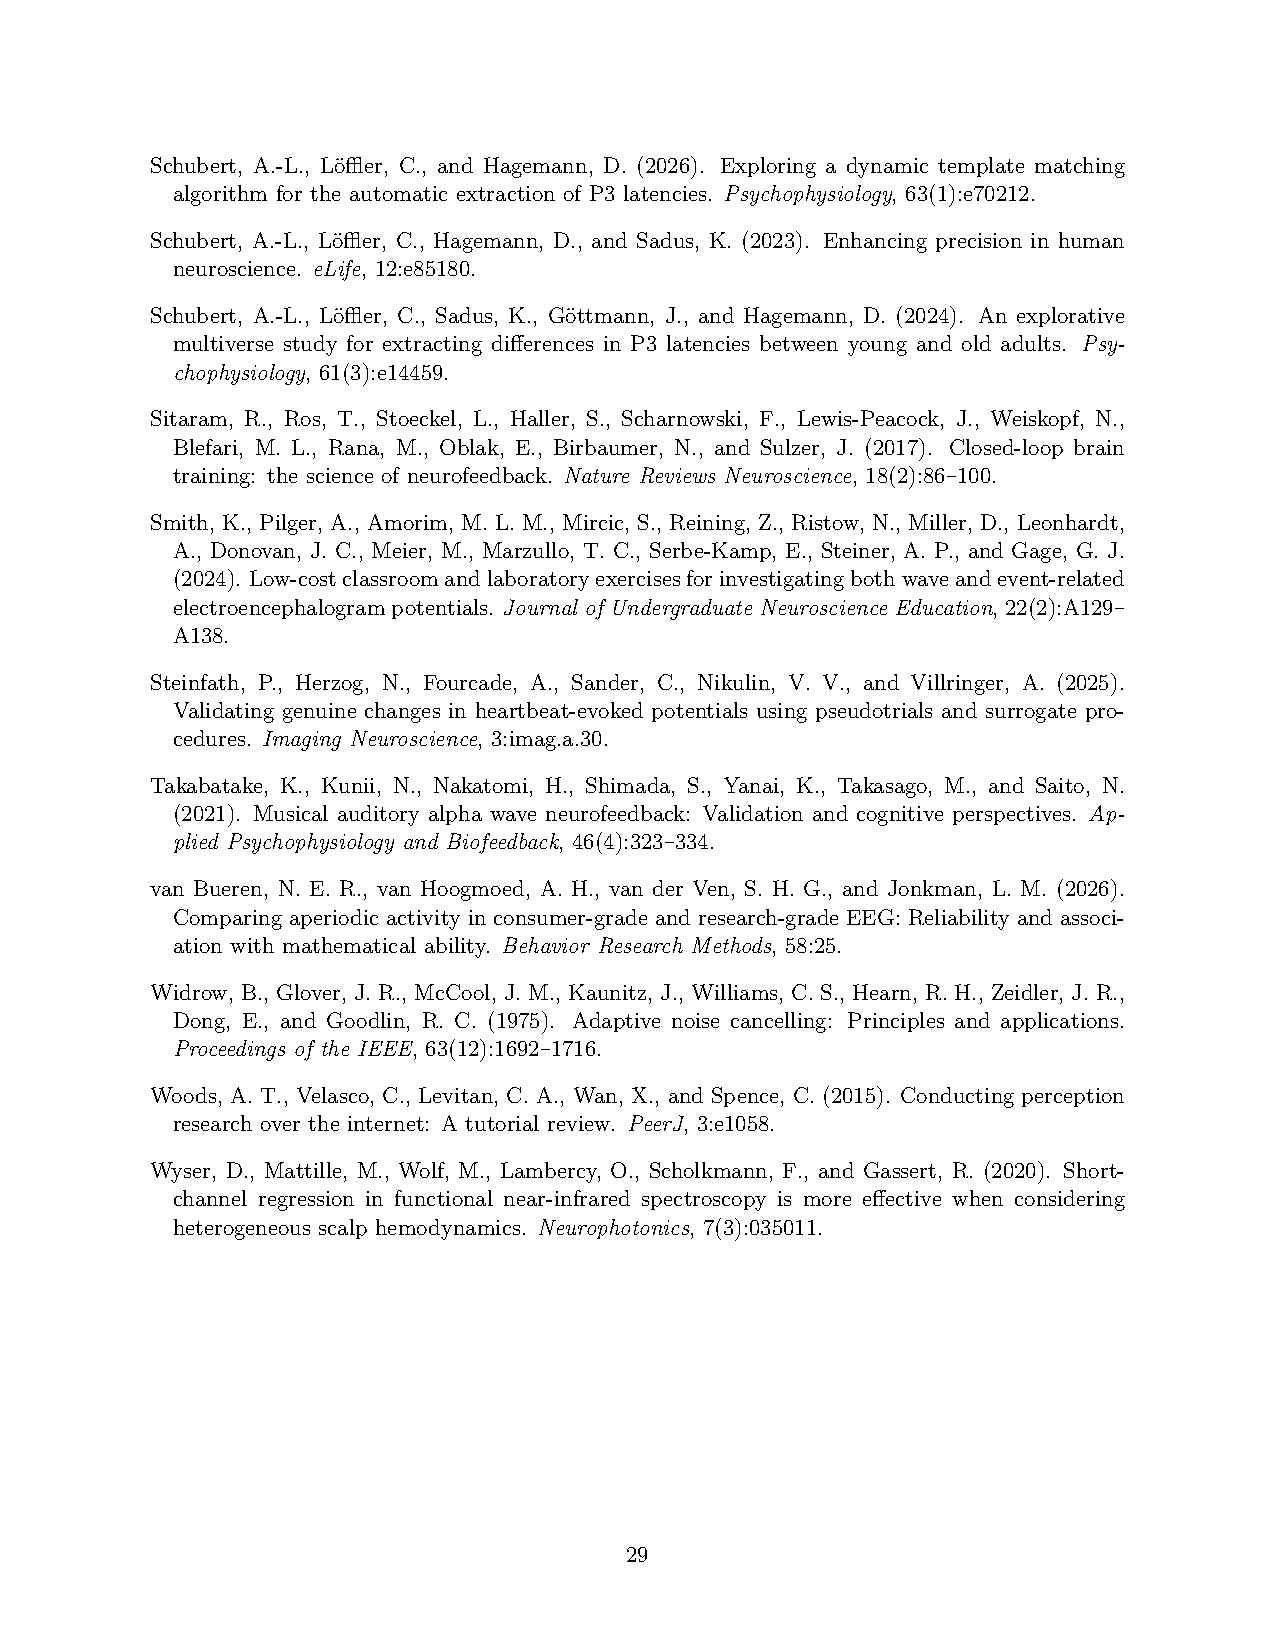 Schubert, A.-L., Löffler, C., and Hagemann, D. (2026). Exploring a dynamic template matching
algorithm for the automatic extraction of P3 latencies. Psychophysiology, 63(1):e70212.
Schubert, A.-L., Löffler, C., Hagemann, D., and Sadus, K. (2023). Enhancing precision in human
neuroscience. eLife, 12:e85180.
Schubert, A.-L., Löffler, C., Sadus, K., Göttmann, J., and Hagemann, D. (2024). An explorative
multiverse study for extracting differences in P3 latencies between young and old adults. Psy-
chophysiology, 61(3):e14459.
Sitaram, R., Ros, T., Stoeckel, L., Haller, S., Scharnowski, F., Lewis-Peacock, J., Weiskopf, N.,
Blefari, M. L., Rana, M., Oblak, E., Birbaumer, N., and Sulzer, J. (2017). Closed-loop brain
training: the science of neurofeedback. Nature Reviews Neuroscience, 18(2):86–100.
Smith, K., Pilger, A., Amorim, M. L. M., Mircic, S., Reining, Z., Ristow, N., Miller, D., Leonhardt,
A., Donovan, J. C., Meier, M., Marzullo, T. C., Serbe-Kamp, E., Steiner, A. P., and Gage, G. J.
(2024). Low-cost classroom and laboratory exercises for investigating both wave and event-related
electroencephalogram potentials. Journal of Undergraduate Neuroscience Education, 22(2):A129–
A138.
Steinfath, P., Herzog, N., Fourcade, A., Sander, C., Nikulin, V. V., and Villringer, A. (2025).
Validating genuine changes in heartbeat-evoked potentials using pseudotrials and surrogate pro-
cedures. Imaging Neuroscience, 3:imag.a.30.
Takabatake, K., Kunii, N., Nakatomi, H., Shimada, S., Yanai, K., Takasago, M., and Saito, N.
(2021). Musical auditory alpha wave neurofeedback: Validation and cognitive perspectives. Ap-
plied Psychophysiology and Biofeedback, 46(4):323–334.
van Bueren, N. E. R., van Hoogmoed, A. H., van der Ven, S. H. G., and Jonkman, L. M. (2026).
Comparing aperiodic activity in consumer-grade and research-grade EEG: Reliability and associ-
ation with mathematical ability. Behavior Research Methods, 58:25.
Widrow, B., Glover, J. R., McCool, J. M., Kaunitz, J., Williams, C. S., Hearn, R. H., Zeidler, J. R.,
Dong, E., and Goodlin, R. C. (1975). Adaptive noise cancelling: Principles and applications.
Proceedings of the IEEE, 63(12):1692–1716.
Woods, A. T., Velasco, C., Levitan, C. A., Wan, X., and Spence, C. (2015). Conducting perception
research over the internet: A tutorial review. PeerJ, 3:e1058.
Wyser, D., Mattille, M., Wolf, M., Lambercy, O., Scholkmann, F., and Gassert, R. (2020). Short-
channel regression in functional near-infrared spectroscopy is more effective when considering
heterogeneous scalp hemodynamics. Neurophotonics, 7(3):035011.
29